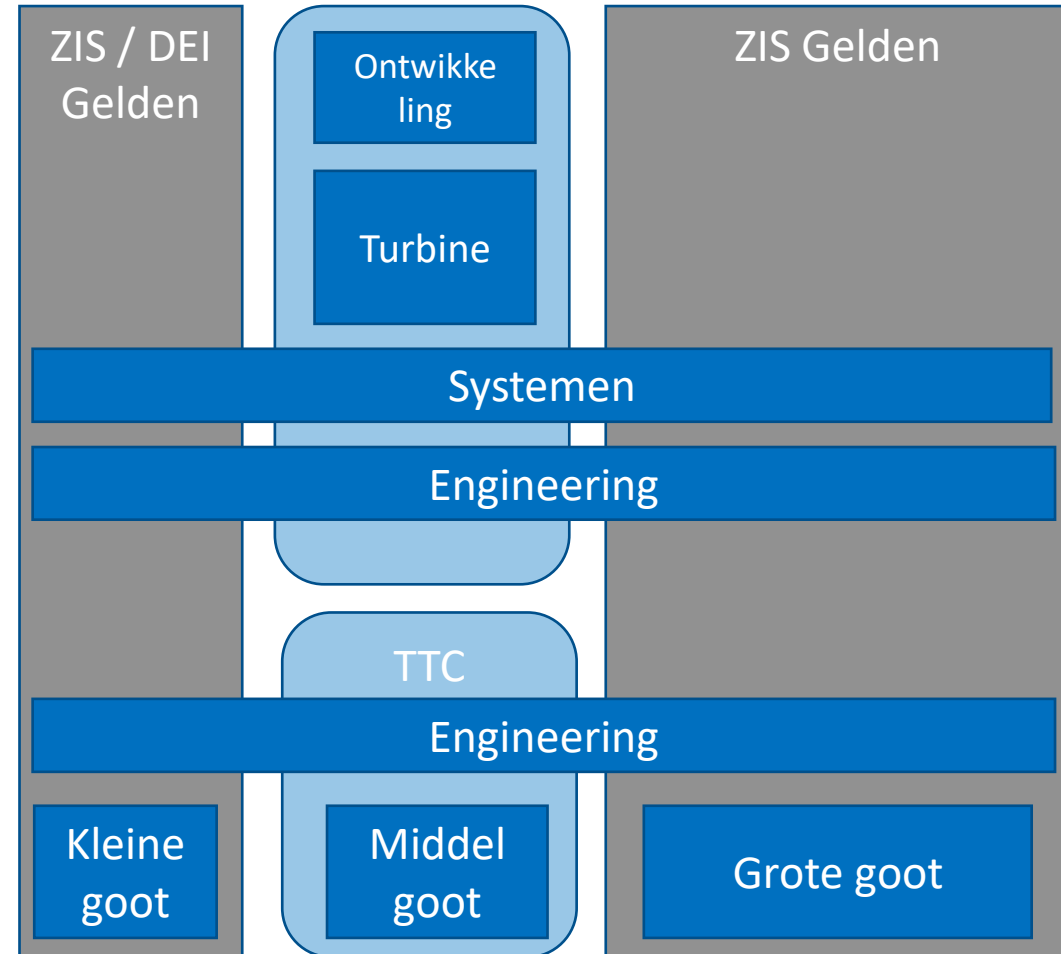 ZIS / DEI
Gelden
Ontwikke
ling
ZIS Gelden
Turbine
Systemen
Engineering
TTC
Engineering
Kleine
goot
Middel
goot
Grote goot